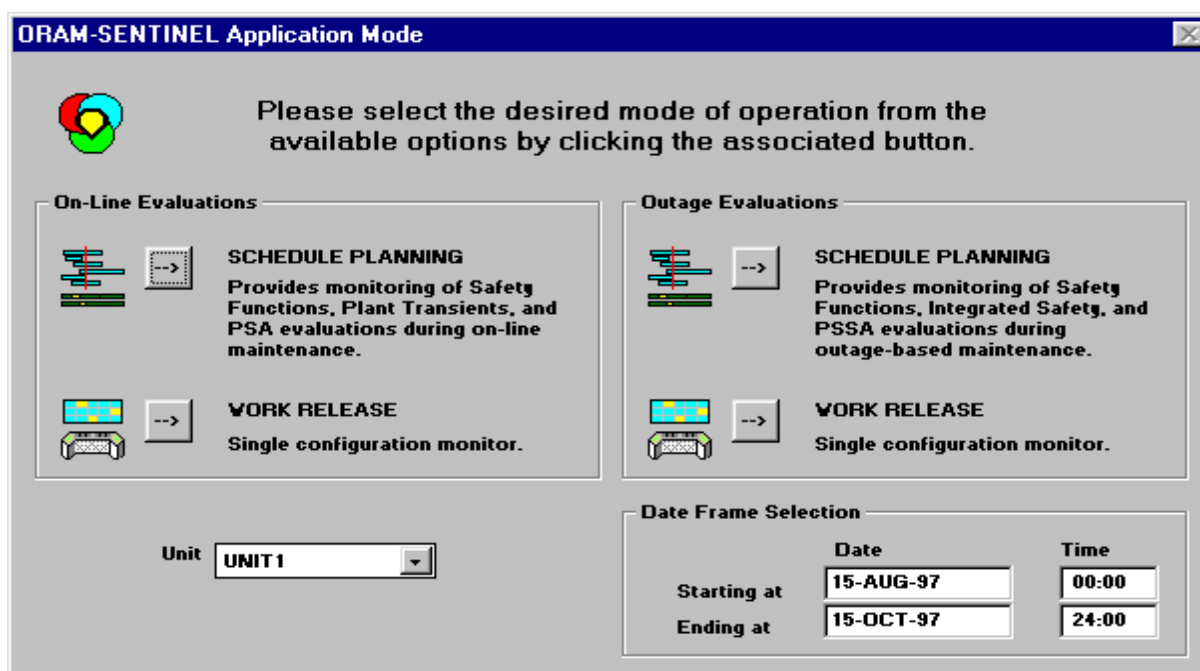 ORAM-SENTINEL Application Mode
Please select the desired mode of operation from the
available options by clicking the associated button.
On-Line Evaluations
-->
SCHEDULE PLANNING
Provides monitoring of Safety
Functions, Plant Transients, and
PSA evaluations during on-line
maintenance.
-->
WORK RELEASE
Single configuration monitor.
Outage Evaluations
-->
SCHEDULE PLANNING
Provides monitoring of Safety
Functions, Integrated Safety, and
PSSA evaluations during
outage-based maintenance.
-->
WORK RELEASE
Single configuration monitor.
Unit UNIT1
Date Frame Selection
Date Time
Starting at 15-AUG-97 00:00
Ending at 15-OCT-97 24:00